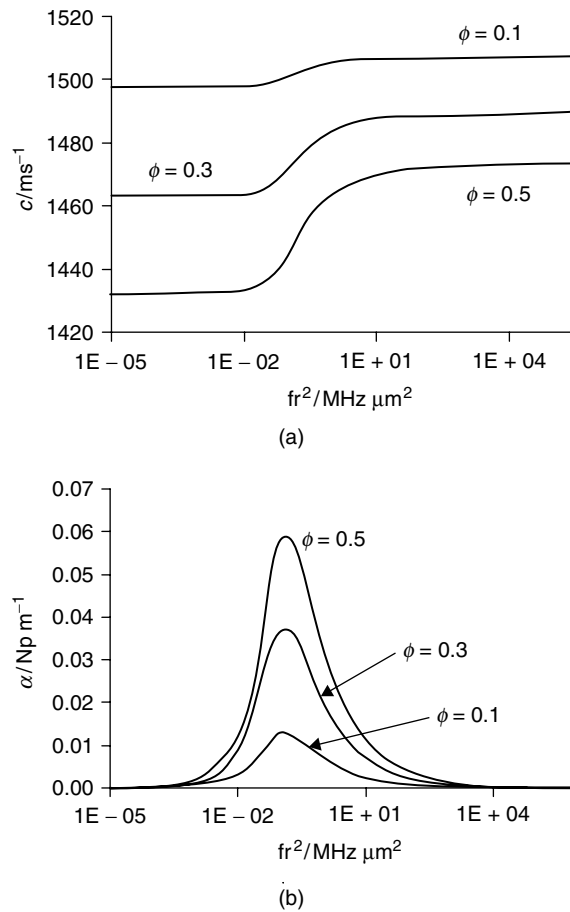 1520
1500
1480
1460
1440
1420
c/ms⁻¹
ϕ = 0.1
ϕ = 0.3
ϕ = 0.5
1E − 05
1E − 02
1E + 01
1E + 04
fr²/MHz μm²
(a)
0.07
0.06
0.05
0.04
0.03
0.02
0.01
0.00
α/Np m⁻¹
ϕ = 0.5
ϕ = 0.3
ϕ = 0.1
1E − 05
1E − 02
1E + 01
1E + 04
fr²/MHz μm²
(b)